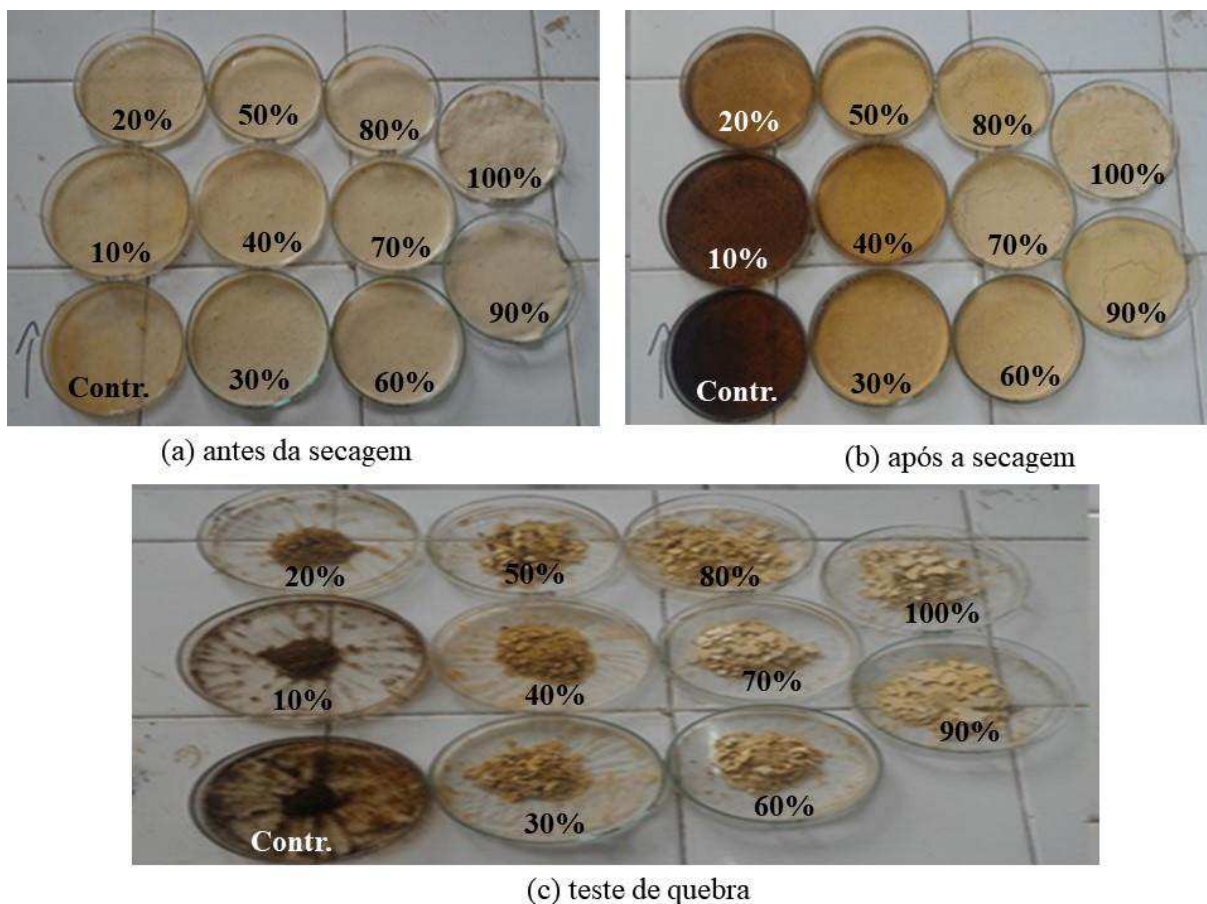 20% 50% 80%
100%
10% 40% 70%
90%
Contr. 30% 60%
(a) antes da secagem
20% 50% 80%
100%
10% 40% 70%
90%
Contr. 30% 60%
(b) após a secagem
20% 50% 80%
100%
10% 40% 70%
90%
Contr. 30% 60%
(c) teste de quebra